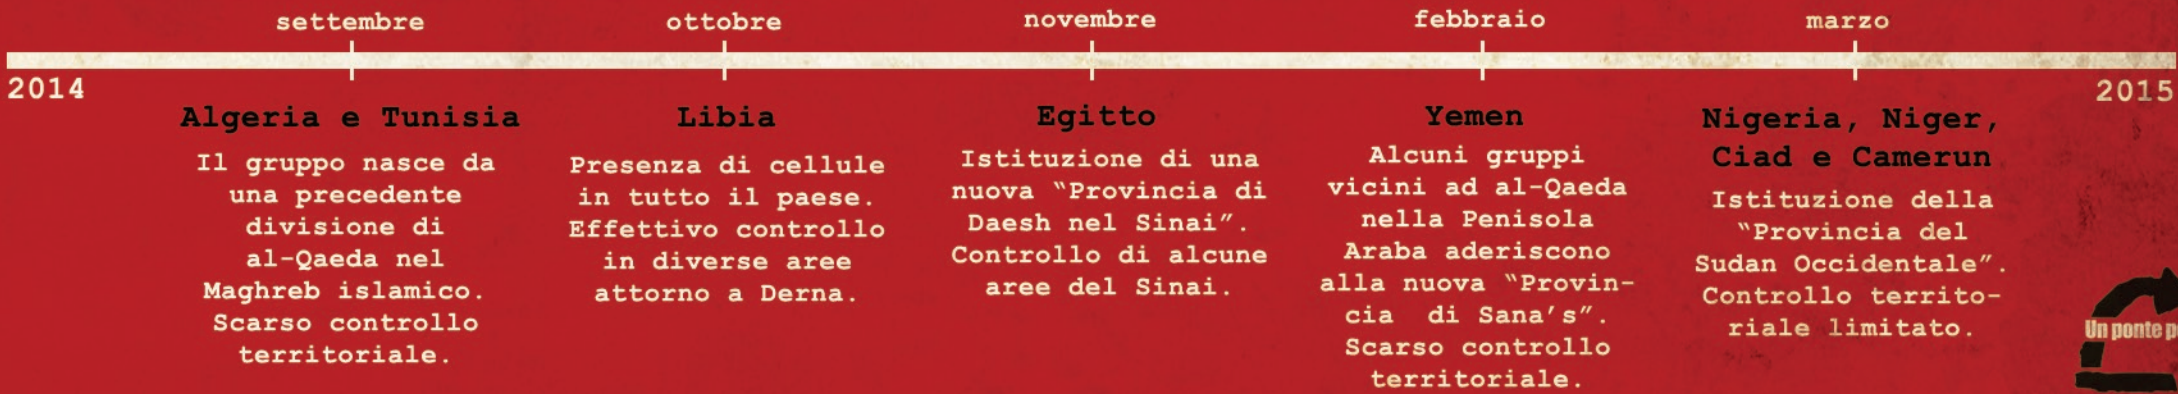 settembre
ottobre
novembre
febbraio
marzo
2014
2015
Algeria e Tunisia
Il gruppo nasce da
una precedente
divisione di
al-Qaeda nel
Maghreb islamico.
Scarso controllo
territoriale.
Libia
Presenza di cellule
in tutto il paese.
Effettivo controllo
in diverse aree
attorno a Derna.
Egitto
Istituzione di una
nuova “Provincia di
Daesh nel Sinai”.
Controllo di alcune
aree del Sinai.
Yemen
Alcuni gruppi
vicini ad al-Qaeda
nella Penisola
Araba aderiscono
alla nuova “Provin-
cia di Sana’s”.
Scarso controllo
territoriale.
Nigeria, Niger,
Ciad e Camerun
Istituzione della
“Provincia del
Sudan Occidentale”.
Controllo territo-
riale limitato.
Un ponte